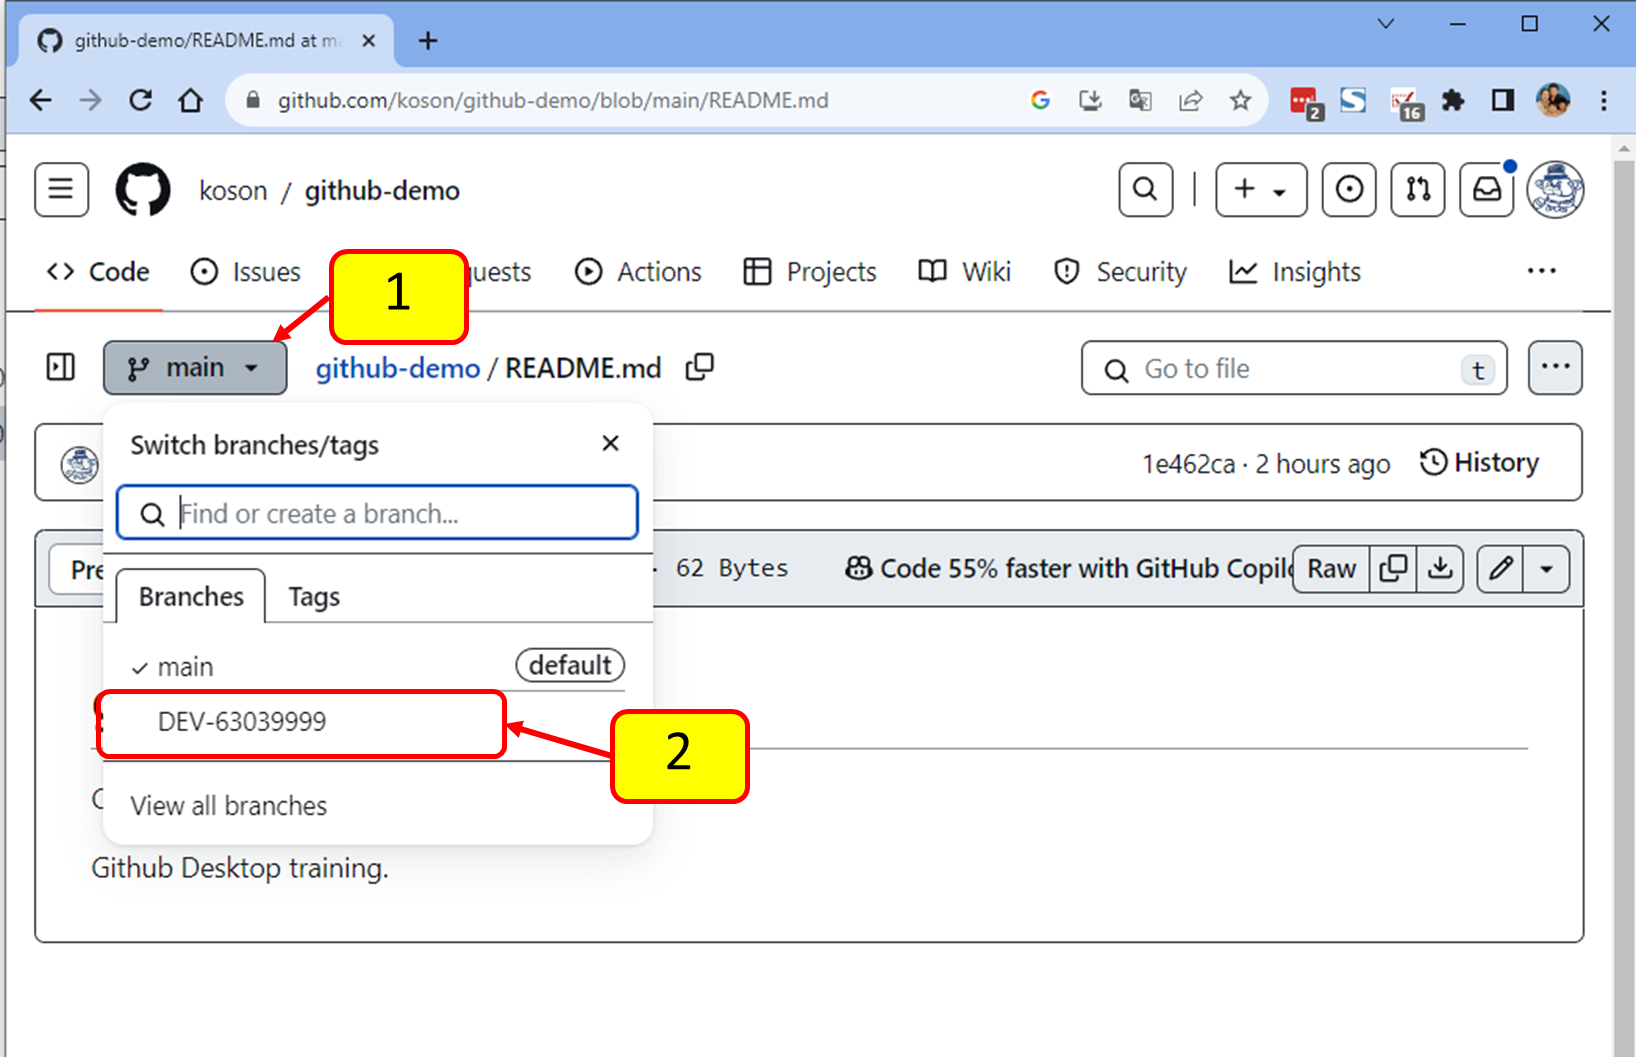 github-demo/README.md at ma
github.com/koson/github-demo/blob/main/README.md
2
16
koson / github-demo
Code
Issues
1
quests
Actions
Projects
Wiki
Security
Insights
main
github-demo / README.md
Go to file
t
Switch branches/tags
1e462ca · 2 hours ago
History
Find or create a branch...
Pre
62 Bytes
Code 55% faster with GitHub Copilo
Raw
Branches
Tags
main
default
DEV-63039999
2
View all branches
Github Desktop training.